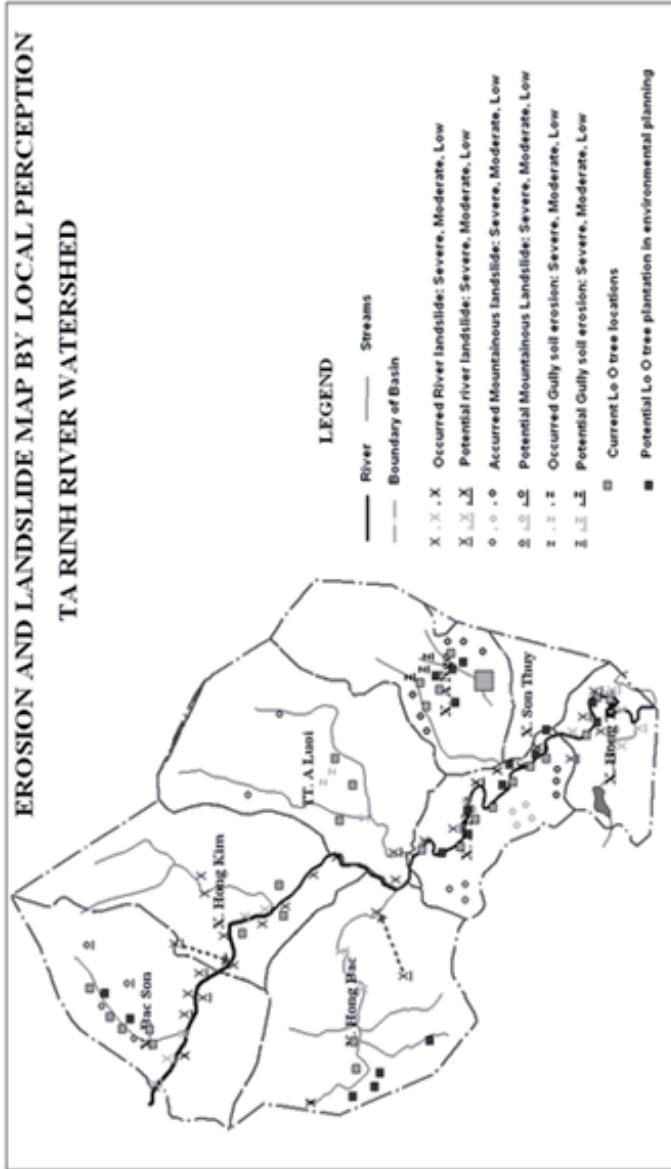 EROSION AND LANDSLIDE MAP BY LOCAL PERCEPTION
TA RINH RIVER WATERSHED
LEGEND
River
Streams
Boundary of Basin
X . X . X Occurred River landslide: Severe, Moderate, Low
Potential river landslide: Severe, Moderate, Low
Accurred Mountainous landslide: Severe, Moderate, Low
Potential Mountainous Landslide: Severe, Moderate, Low
Occurred Gully soil erosion: Severe, Moderate, Low
Potential Gully soil erosion: Severe, Moderate, Low
Current Lo O tree locations
Potential Lo O tree plantation in environmental planning
Bac Son
X. Hong Kim
TT. A Luoi
Hong Bac
X. Son Thuy
X. Hong